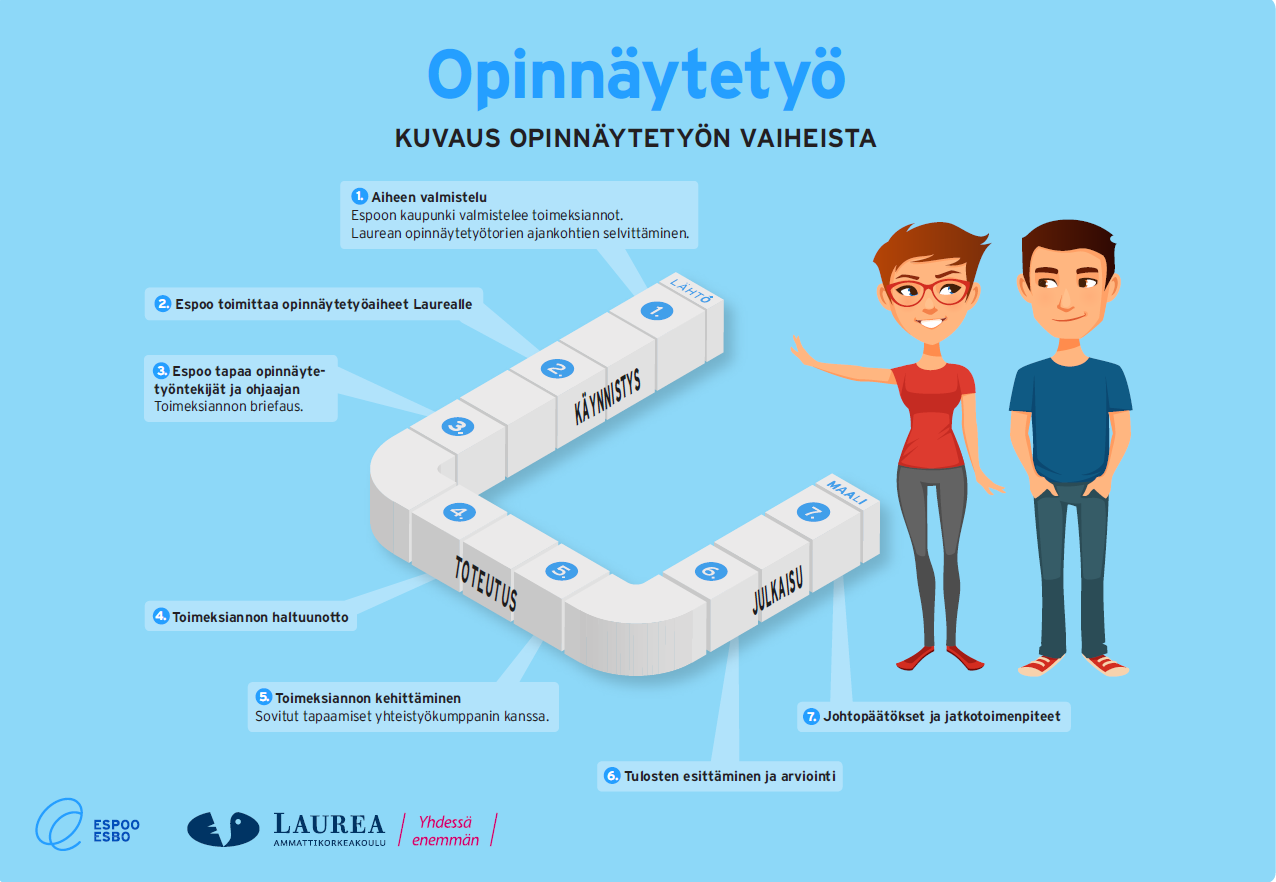 Opinnäytetyö
KUVAUS OPINNÄYTETYÖN VAIHEISTA
1. Aiheen valmistelu
Espoon kaupunki valmistelee toimeksiannot.
Laurean opinnäytetyötorien ajankohtien selvittäminen.
2. Espoo toimittaa opinnäytetyöaiheet Laurealle
3. Espoo tapaa opinnäyte-
työntekijät ja ohjaajan
Toimeksiannon briefaus.
LÄHTÖ
1.
2.
KÄYNNISTYS
3.
4.
TOTEUTUS
5.
6.
JULKAISU
7.
MAALI
4. Toimeksiannon haltuunotto
5. Toimeksiannon kehittäminen
Sovitut tapaamiset yhteistyökumppanin kanssa.
6. Tulosten esittäminen ja arviointi
7. Johtopäätökset ja jatkotoimenpiteet
ESPOO
ESBO
LAUREA
AMMATTIKORKEAKOULU
Yhdessä
enemmän